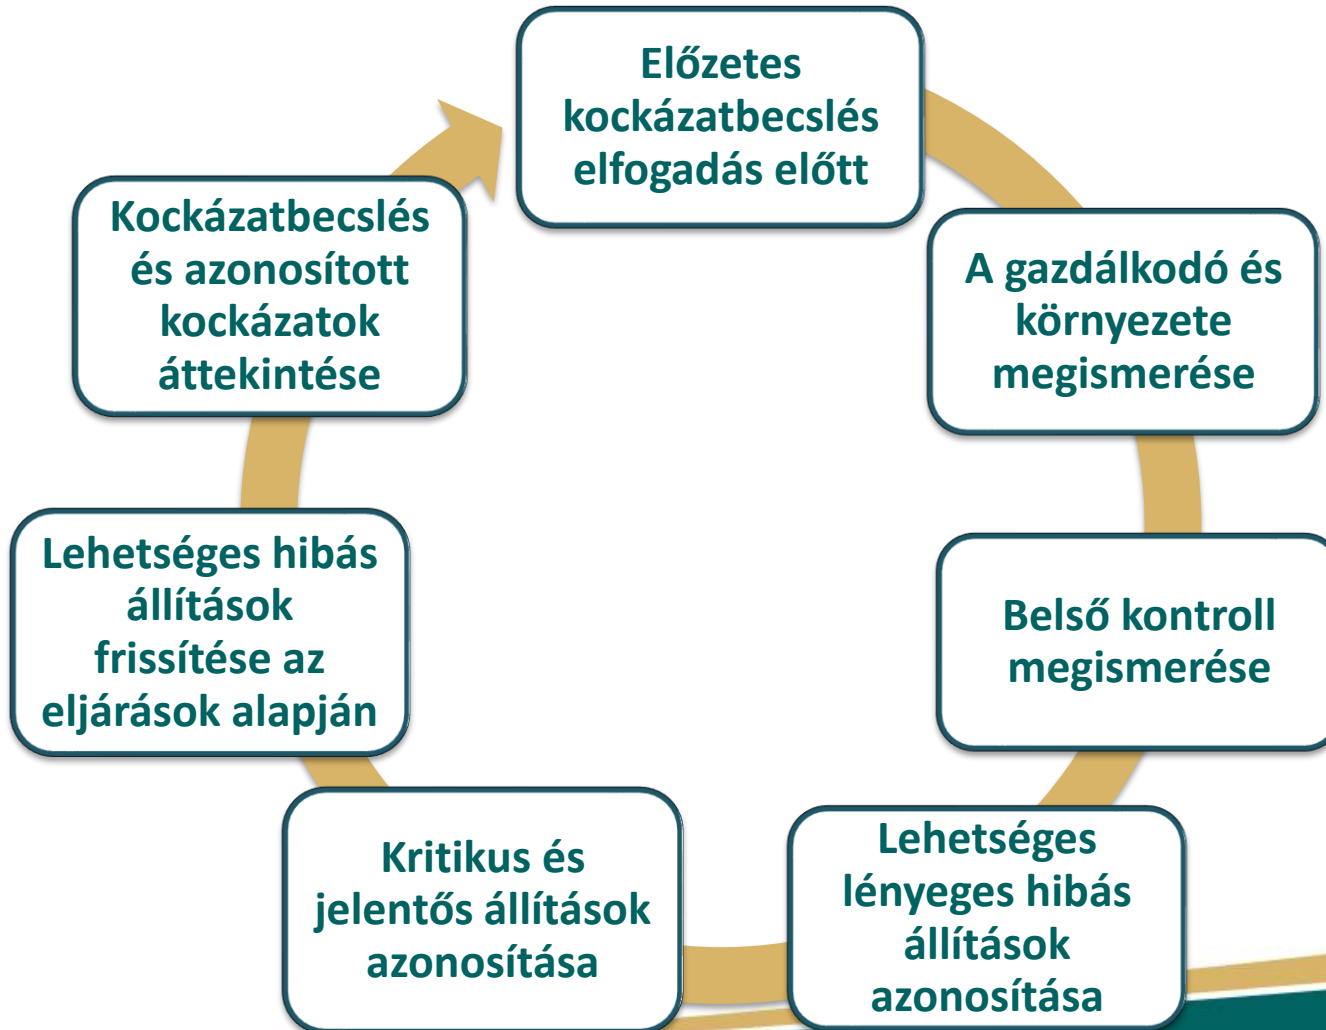 Előzetes
kockázatbecslés
elfogadás előtt
A gazdálkodó és
környezete
megismerése
Belső kontroll
megismerése
Lehetséges
lényeges hibás
állítások
azonosítása
Kritikus és
jelentős állítások
azonosítása
Lehetséges hibás
állítások
frissítése az
eljárások alapján
Kockázatbecslés
és azonosított
kockázatok
áttekintése